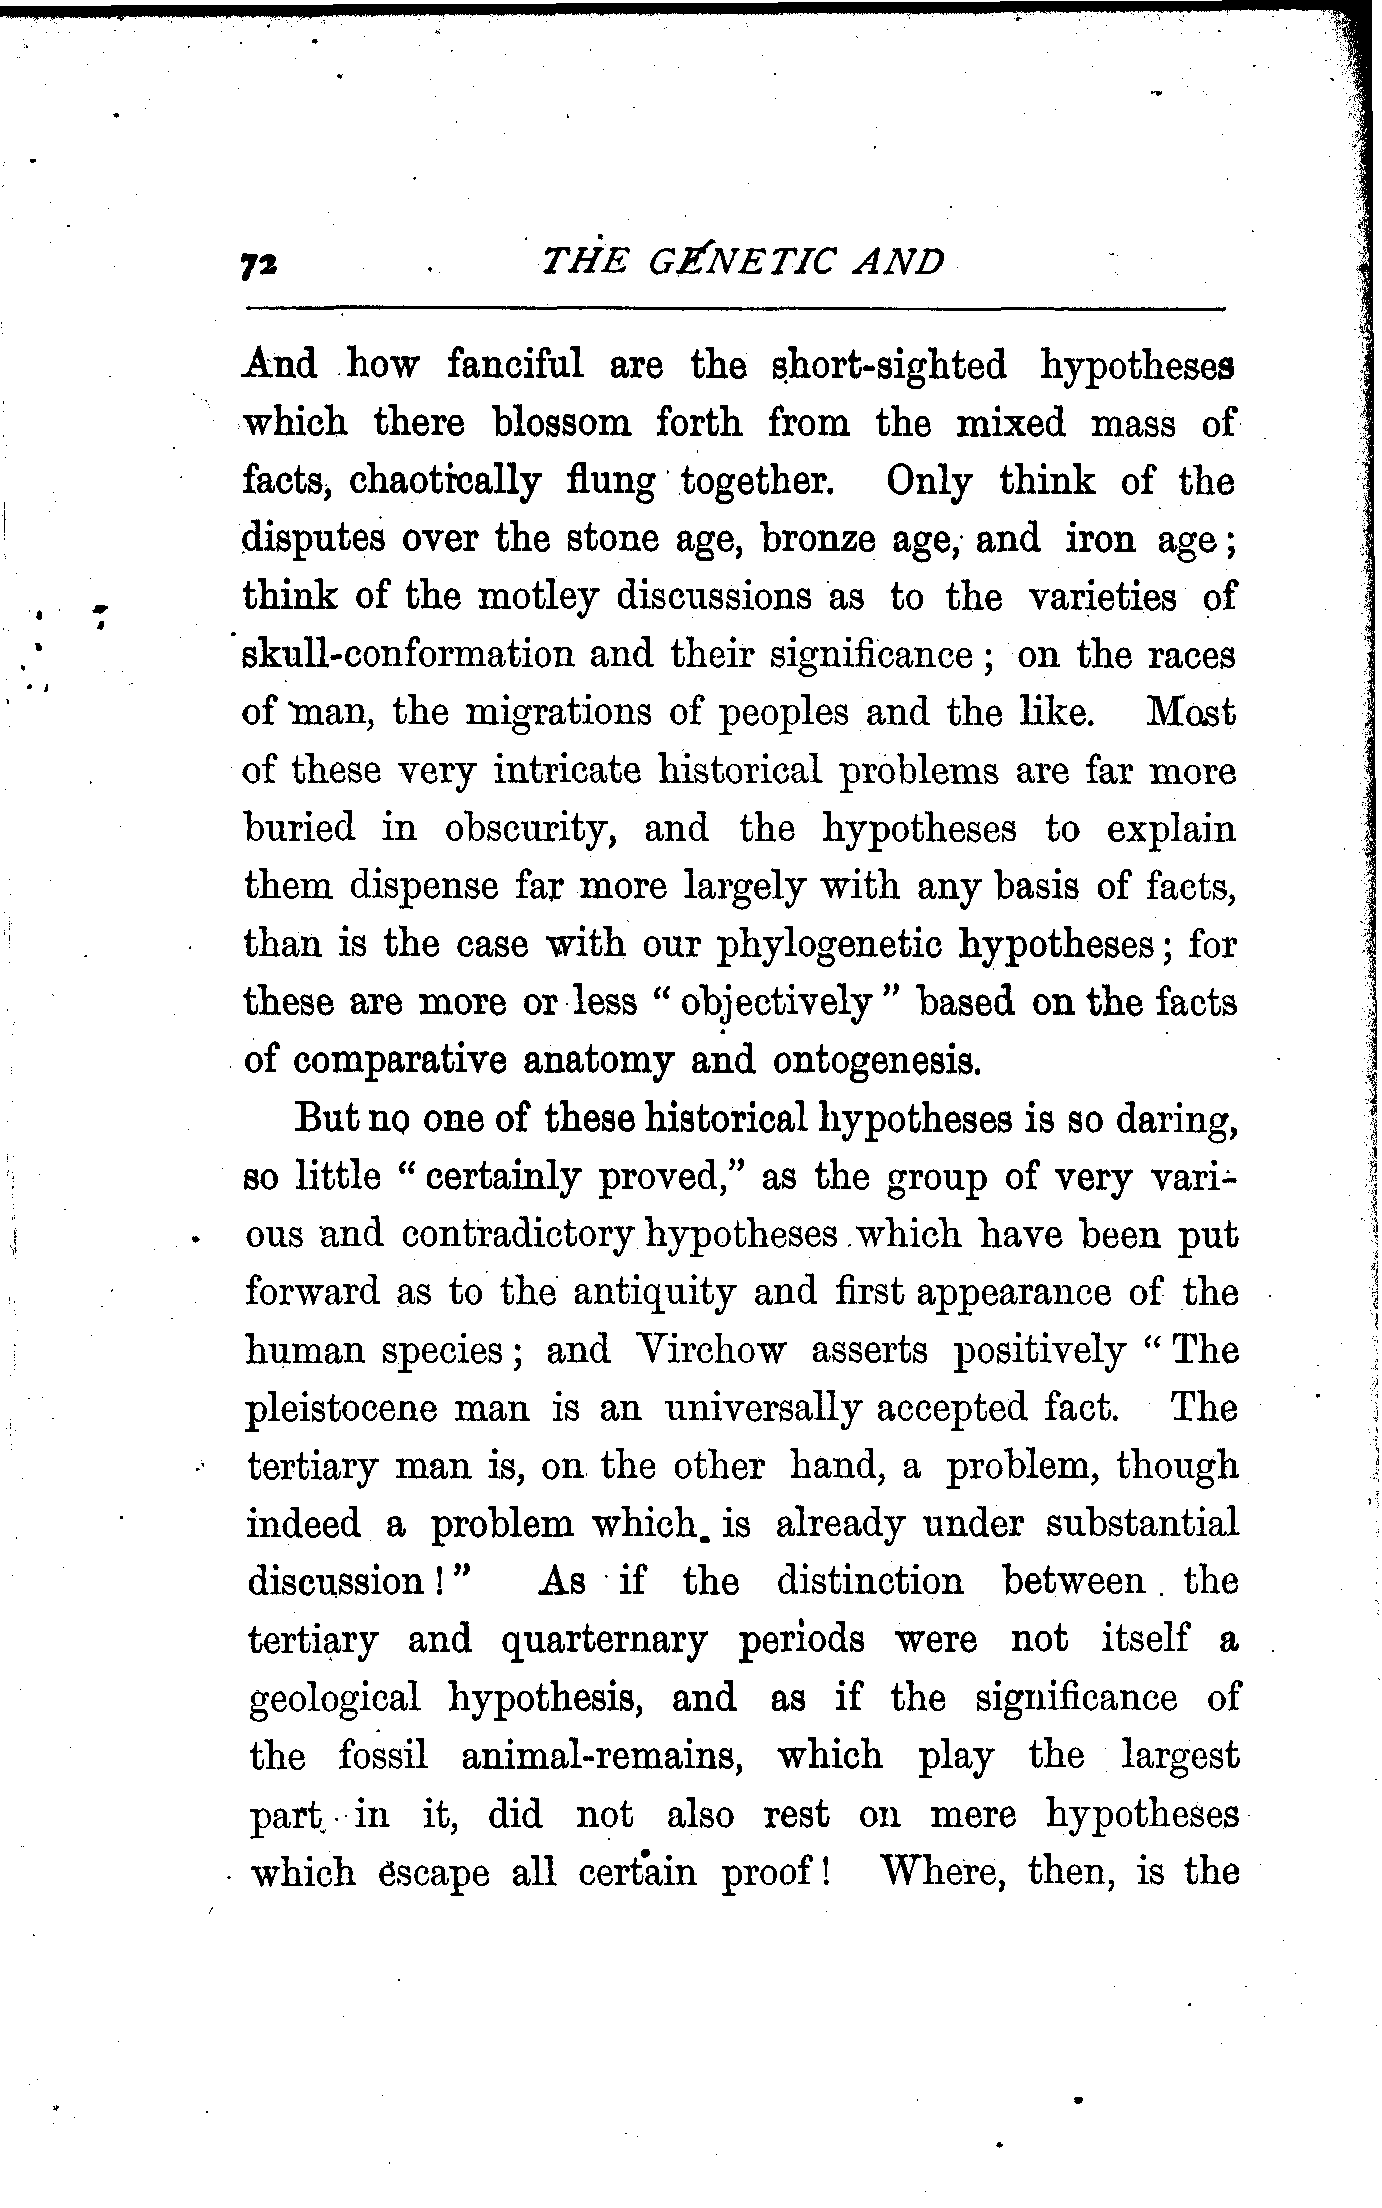 72 THE GENETIC AND
And how fanciful are the short-sighted hypotheses
which there blossom forth from the mixed mass of
facts, chaotically flung together. Only think of the
disputes over the stone age, bronze age, and iron age;
think of the motley discussions as to the varieties of
skull-conformation and their significance; on the races
of man, the migrations of peoples and the like. Most
of these very intricate historical problems are far more
buried in obscurity, and the hypotheses to explain
them dispense far more largely with any basis of facts,
than is the case with our phylogenetic hypotheses; for
these are more or less "objectively" based on the facts
of comparative anatomy and ontogenesis.
But no one of these historical hypotheses is so daring,
so little "certainly proved," as the group of very vari-
ous and contradictory hypotheses which have been put
forward as to the antiquity and first appearance of the
human species; and Virchow asserts positively "The
pleistocene man is an universally accepted fact. The
tertiary man is, on the other hand, a problem, though
indeed a problem which is already under substantial
discussion!" As if the distinction between the
tertiary and quarternary periods were not itself a
geological hypothesis, and as if the significance of
the fossil animal-remains, which play the largest
part in it, did not also rest on mere hypotheses
which escape all certain proof! Where, then, is the